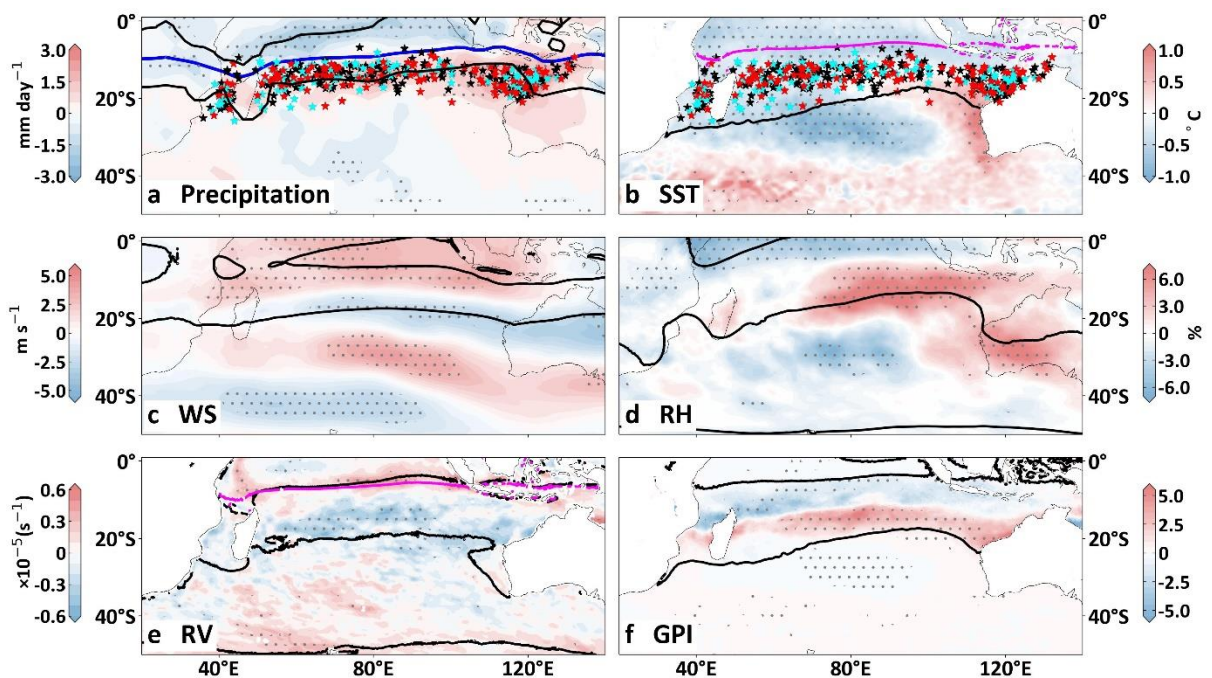 3.0
1.5
0
-1.5
-3.0
mm day⁻¹
0°
20°S
40°S
a Precipitation
0°
20°S
40°S
b SST
1.0
0.5
0
-0.5
-1.0
°C
5.0
2.5
0
-2.5
-5.0
m s⁻¹
0°
20°S
40°S
c WS
0°
20°S
40°S
d RH
6.0
3.0
0
-3.0
-6.0
%
0.6
0.3
0
-0.3
-0.6
×10⁻⁵(s⁻¹)
0°
20°S
40°S
e RV
40°E
80°E
120°E
0°
20°S
40°S
f GPI
40°E
80°E
120°E
5.0
2.5
0
-2.5
-5.0